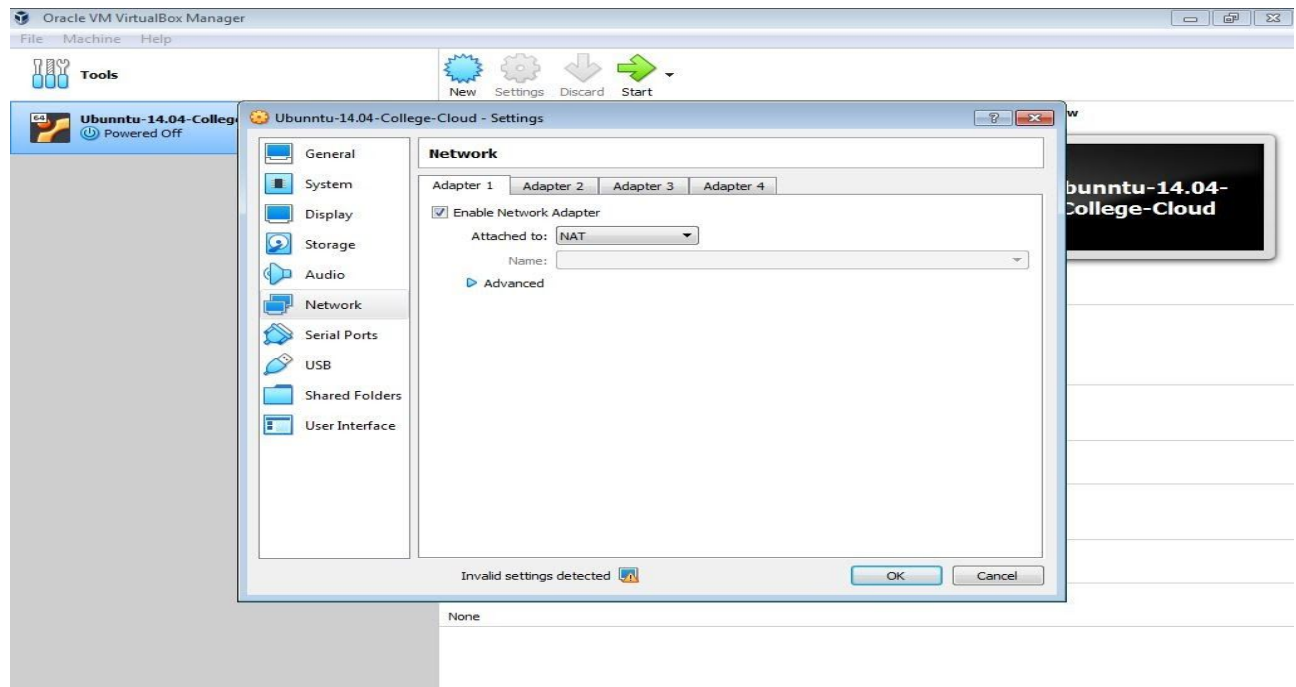 Oracle VM VirtualBox Manager
File Machine Help
Tools
New Settings Discard Start
64
Ubunntu-14.04-Colleg
Powered Off
Ubunntu-14.04-College-Cloud - Settings
w
General
System
Display
Storage
Audio
Network
Serial Ports
USB
Shared Folders
User Interface
Network
Adapter 1 Adapter 2 Adapter 3 Adapter 4
Enable Network Adapter
Attached to: NAT
Name:
Advanced
Invalid settings detected
OK Cancel
bunntu-14.04-
College-Cloud
None